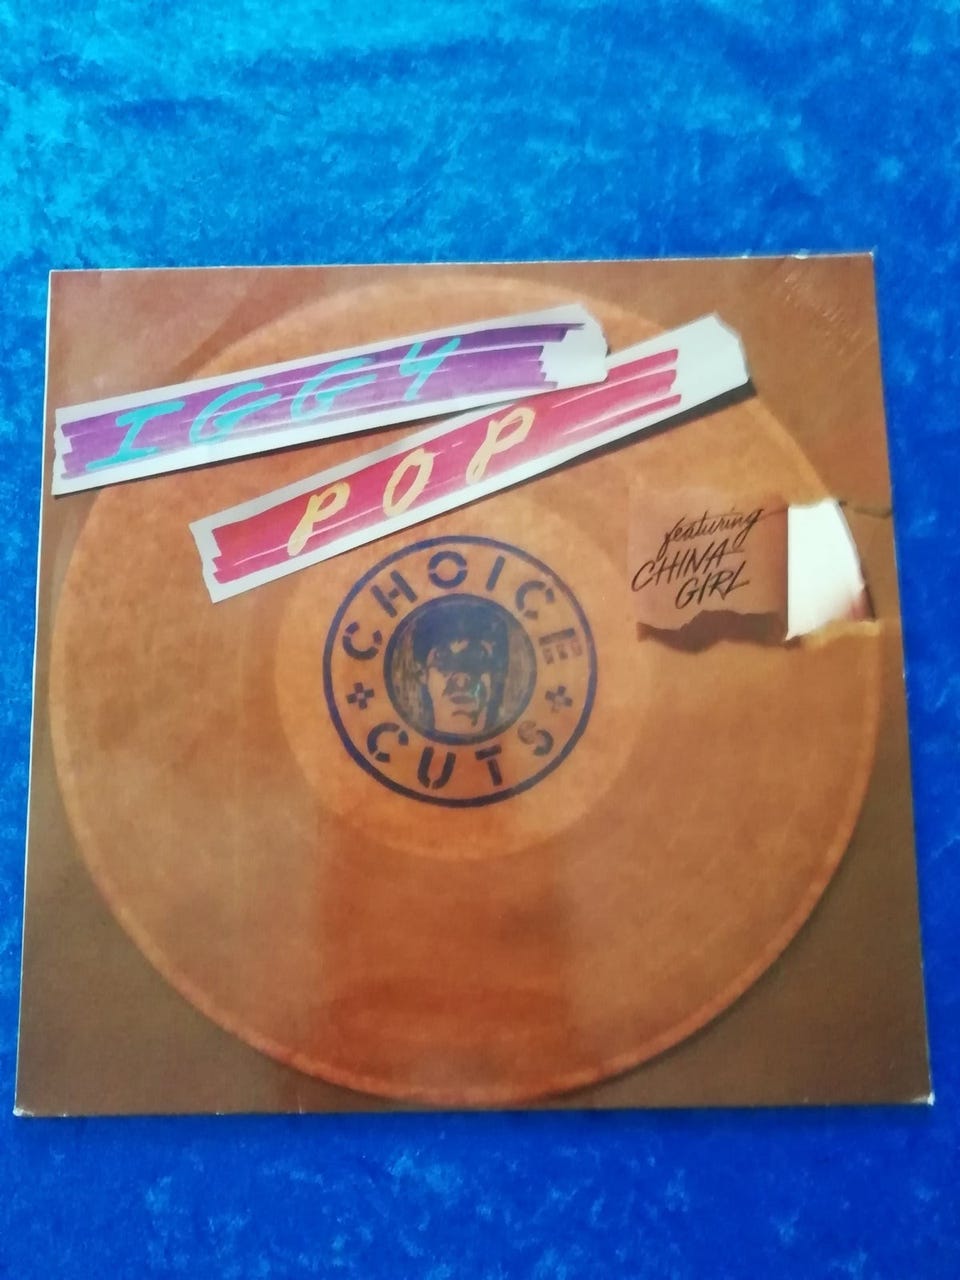 IGGY
POP
featuring
CHINA
GIRL
CHOICE
CUTS